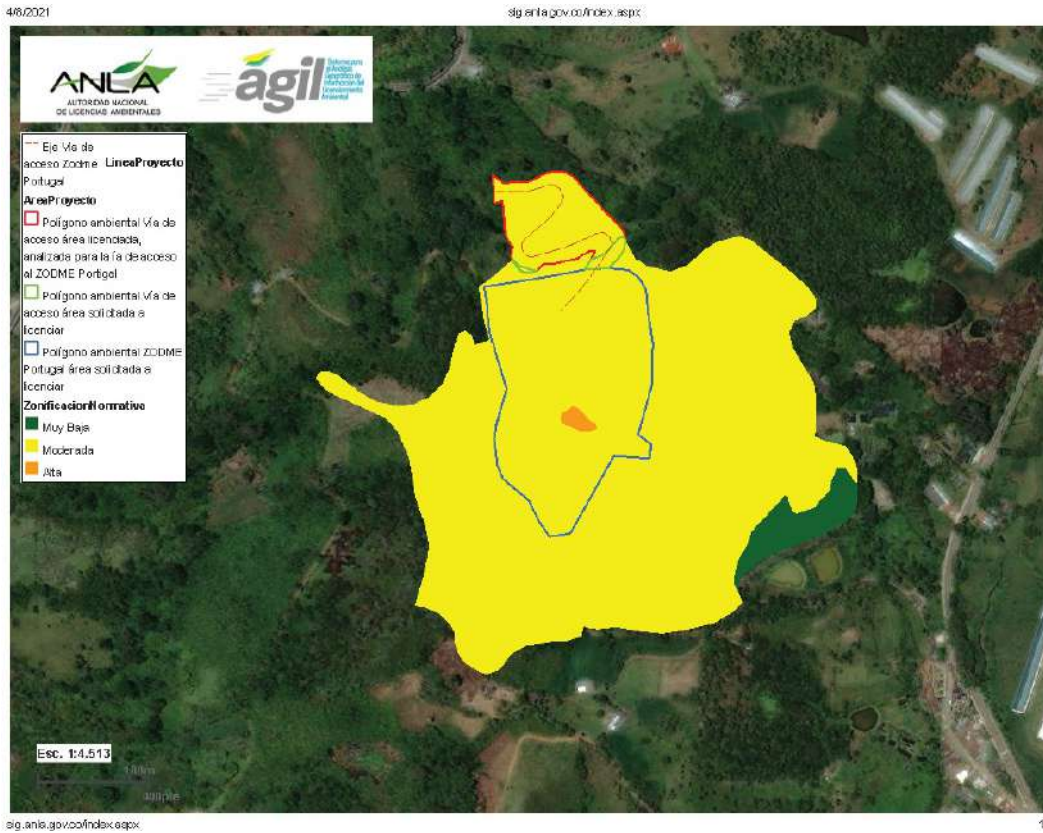 4/8/2021 sig.anla.gov.co/index.aspx
ANLA
AUTORIDAD NACIONAL
DE LICENCIAS AMBIENTALES
ágil
Eje Vía de
acceso Zodme LineaProyecto
Portugal
AreaProyecto
Polígono ambiental Vía de
acceso área licenciada,
analizada para la ía de acceso
al ZODME Portigal
Polígono ambiental Vía de
acceso área solicitada a
licenciar
Polígono ambiental ZODME
Portugal área solicitada a
licenciar
ZonificacionNormativa
Muy Baja
Moderada
Alta
Esc. 1:4.513
100m
sig.anla.gov.co/index.aspx 1